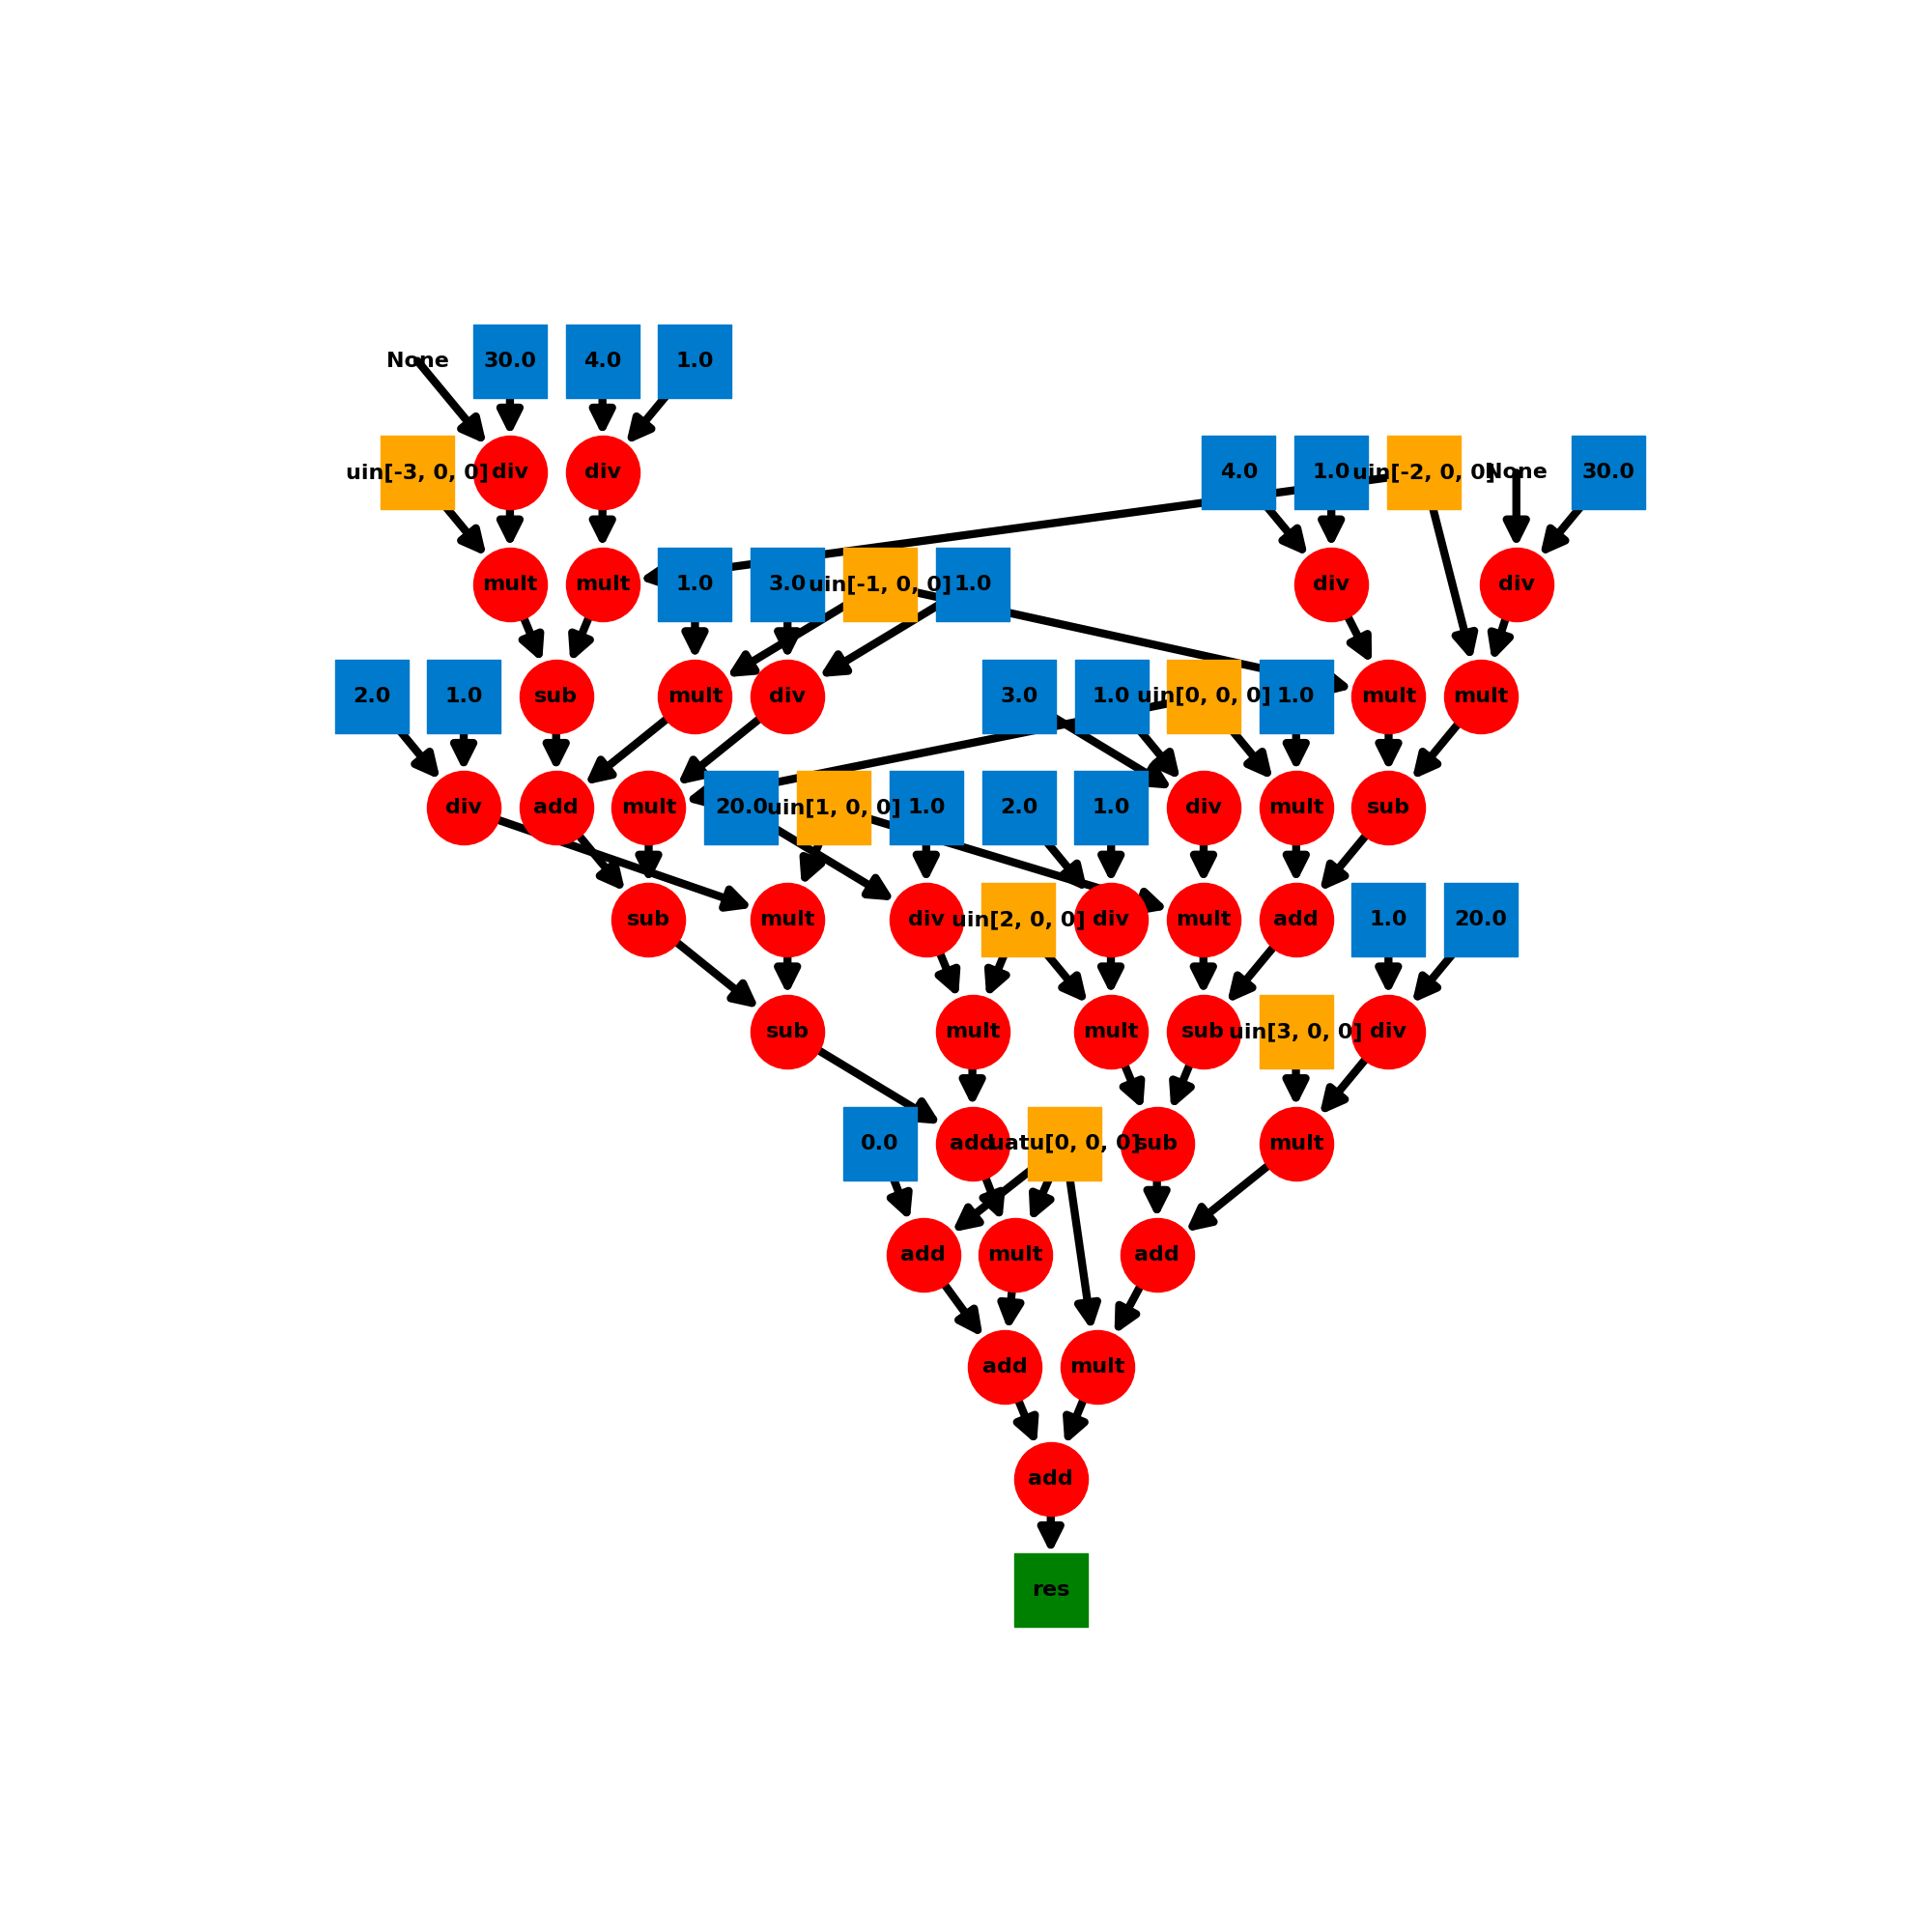 None 30.0 4.0 1.0
uin[-3, 0, 0] div div 4.0 1.0 uin[-2, 0, 0] None 30.0
mult mult 1.0 3.0 uin[-1, 0, 0] 1.0 div div
2.0 1.0 sub mult div 3.0 1.0 uin[0, 0, 0] 1.0 mult mult
div add mult 20.0 uin[1, 0, 0] 1.0 2.0 1.0 div mult sub
sub mult div uin[2, 0, 0] div mult add 1.0 20.0
sub mult mult sub uin[3, 0, 0] div
0.0 add uatu[0, 0, 0] sub mult
add mult add
add mult
add
res